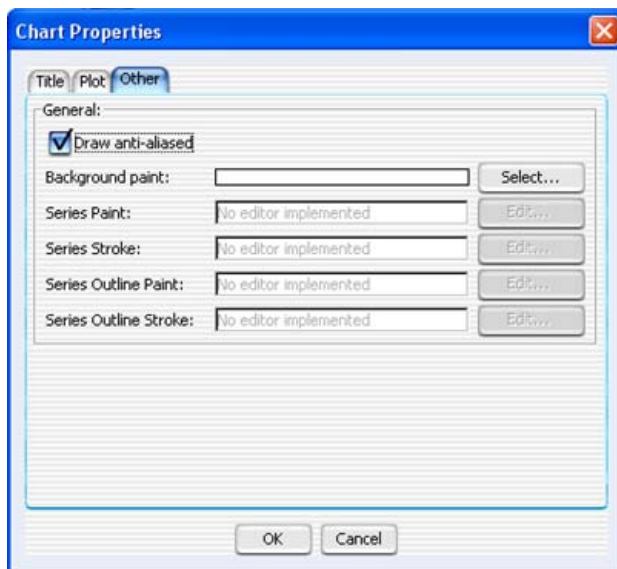 Chart Properties
Title Plot Other
General:
Draw anti-aliased
Background paint: Select...
Series Paint: No editor implemented Edit...
Series Stroke: No editor implemented Edit...
Series Outline Paint: No editor implemented Edit...
Series Outline Stroke: No editor implemented Edit...
OK Cancel